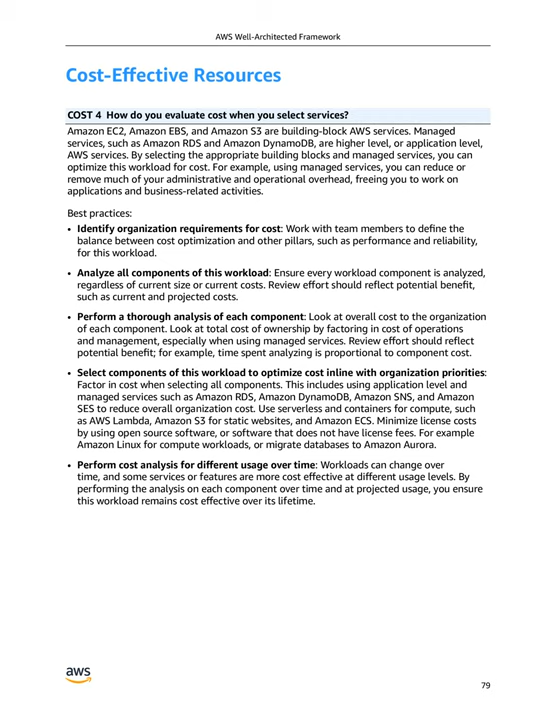 AWS Well-Architected Framework
Cost-Effective Resources
COST 4 How do you evaluate cost when you select services?
Amazon EC2, Amazon EBS, and Amazon S3 are building-block AWS services. Managed
services, such as Amazon RDS and Amazon DynamoDB, are higher level, or application level,
AWS services. By selecting the appropriate building blocks and managed services, you can
optimize this workload for cost. For example, using managed services, you can reduce or
remove much of your administrative and operational overhead, freeing you to work on
applications and business-related activities.
Best practices:
• Identify organization requirements for cost: Work with team members to define the
balance between cost optimization and other pillars, such as performance and reliability,
for this workload.
• Analyze all components of this workload: Ensure every workload component is analyzed,
regardless of current size or current costs. Review effort should reflect potential benefit,
such as current and projected costs.
• Perform a thorough analysis of each component: Look at overall cost to the organization
of each component. Look at total cost of ownership by factoring in cost of operations
and management, especially when using managed services. Review effort should reflect
potential benefit; for example, time spent analyzing is proportional to component cost.
• Select components of this workload to optimize cost inline with organization priorities:
Factor in cost when selecting all components. This includes using application level and
managed services such as Amazon RDS, Amazon DynamoDB, Amazon SNS, and Amazon
SES to reduce overall organization cost. Use serverless and containers for compute, such
as AWS Lambda, Amazon S3 for static websites, and Amazon ECS. Minimize license costs
by using open source software, or software that does not have license fees. For example
Amazon Linux for compute workloads, or migrate databases to Amazon Aurora.
• Perform cost analysis for different usage over time: Workloads can change over
time, and some services or features are more cost effective at different usage levels. By
performing the analysis on each component over time and at projected usage, you ensure
this workload remains cost effective over its lifetime.
aws
79